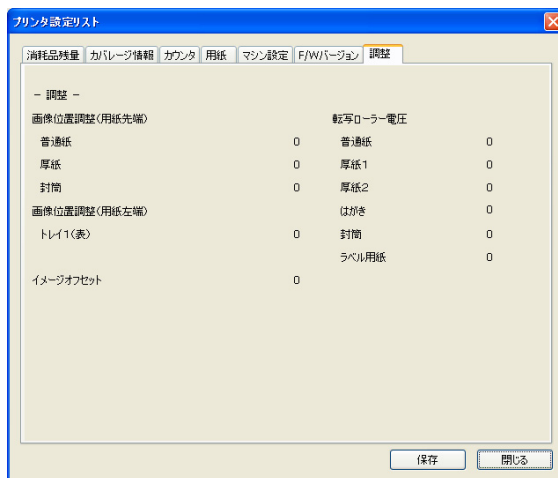 プリンタ設定リスト
消耗品残量 カバレージ情報 カウンタ 用紙 マシン設定 F/Wバージョン 調整
− 調整 −
画像位置調整(用紙先端)
普通紙 0
厚紙 0
封筒 0
画像位置調整(用紙左端)
トレイ1(表) 0
イメージオフセット 0
転写ローラー電圧
普通紙 0
厚紙1 0
厚紙2 0
はがき 0
封筒 0
ラベル用紙 0
保存 閉じる